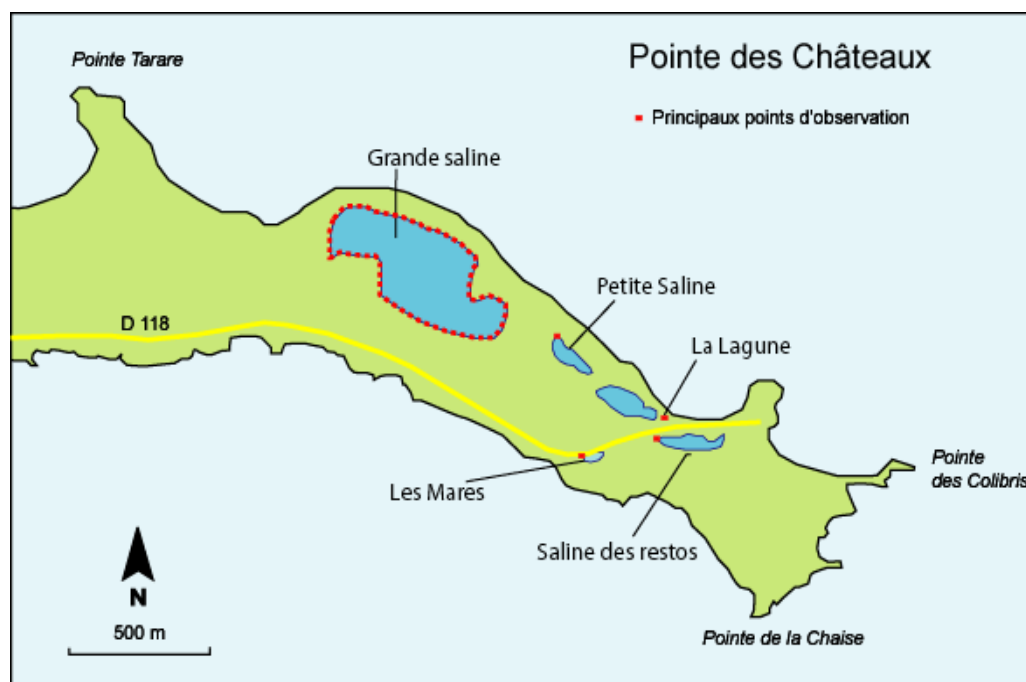 Pointe Tarare
Pointe des Châteaux
Principaux points d'observation
Grande saline
Petite Saline
D 118
La Lagune
Les Mares
Pointe
des Colibris
Saline des restos
N
500 m
Pointe de la Chaise